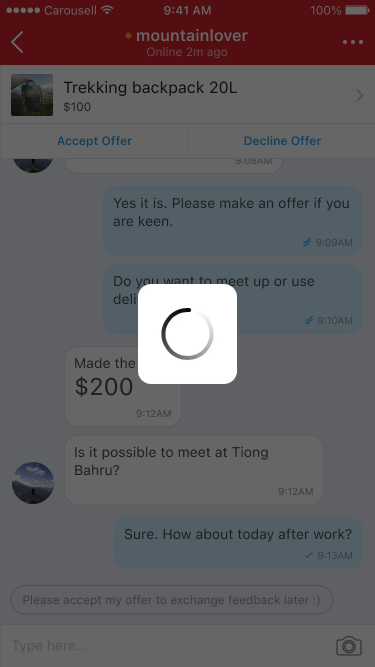 Carousell 9:41 AM 100%
mountainlover
Online 2m ago
Trekking backpack 20L
$100
Accept Offer Decline Offer
9:08AM
Yes it is. Please make an offer if you
are keen.
9:09AM
Do you want to meet up or use
9:10AM
Made the
$200
9:12AM
Is it possible to meet at Tiong
Bahru?
9:12AM
Sure. How about today after work?
9:13AM
Please accept my offer to exchange feedback later :)
Type here...